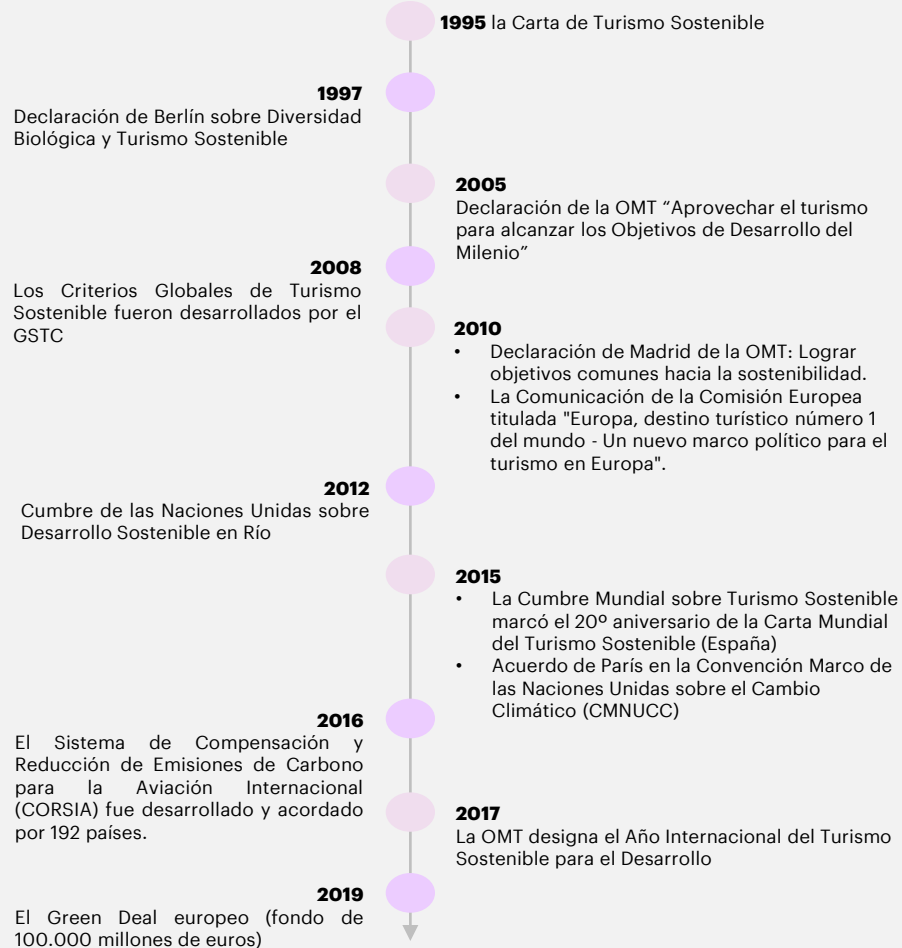 1995 la Carta de Turismo Sostenible
1997
Declaración de Berlín sobre Diversidad
Biológica y Turismo Sostenible
2005
Declaración de la OMT “Aprovechar el turismo
para alcanzar los Objetivos de Desarrollo del
Milenio”
2008
Los Criterios Globales de Turismo
Sostenible fueron desarrollados por el
GSTC
2010
• Declaración de Madrid de la OMT: Lograr
objetivos comunes hacia la sostenibilidad.
• La Comunicación de la Comisión Europea
titulada "Europa, destino turístico número 1
del mundo - Un nuevo marco político para el
turismo en Europa".
2012
Cumbre de las Naciones Unidas sobre
Desarrollo Sostenible en Río
2015
• La Cumbre Mundial sobre Turismo Sostenible
marcó el 20º aniversario de la Carta Mundial
del Turismo Sostenible (España)
• Acuerdo de París en la Convención Marco de
las Naciones Unidas sobre el Cambio
Climático (CMNUCC)
2016
El Sistema de Compensación y
Reducción de Emisiones de Carbono
para la Aviación Internacional
(CORSIA) fue desarrollado y acordado
por 192 países.
2017
La OMT designa el Año Internacional del Turismo
Sostenible para el Desarrollo
2019
El Green Deal europeo (fondo de
100.000 millones de euros)